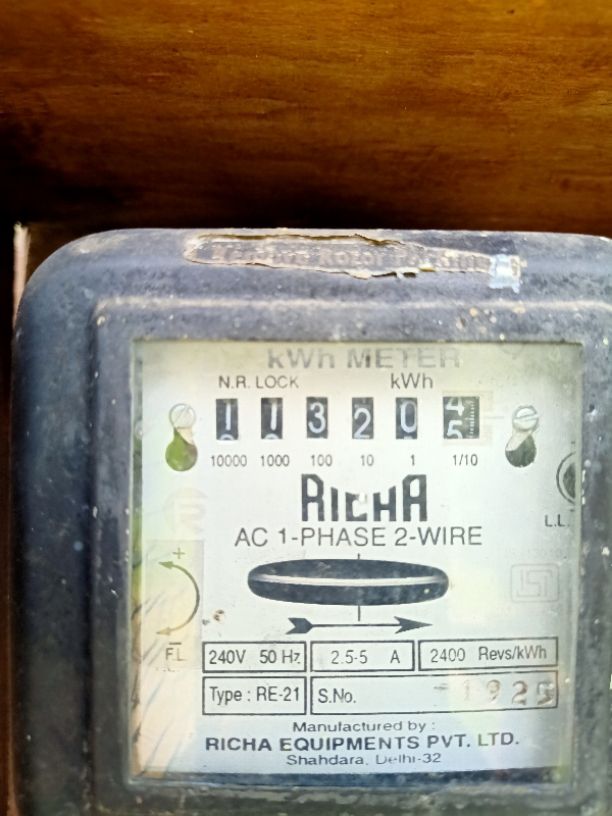 kWh METER
N.R. LOCK kWh
1 1 3 2 0 4
5
10000 1000 100 10 1 1/10
RICHA
AC 1-PHASE 2-WIRE
L.L.
+
F.L
240V 50 Hz. 2.5-5 A 2400 Revs/kWh
Type : RE-21 S.No. 1925
Manufactured by :
RICHA EQUIPMENTS PVT. LTD.
Shahdara, Delhi-32